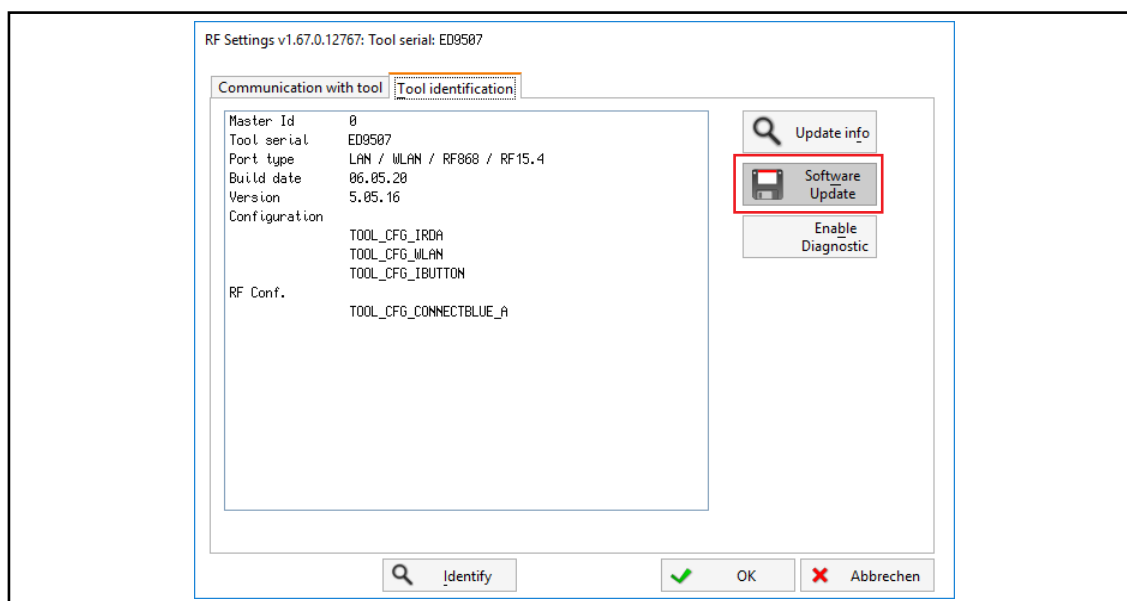 RF Settings v1.67.0.12767: Tool serial: ED9507
Communication with tool Tool identification
Master Id 0
Tool serial ED9507
Port type LAN / WLAN / RF868 / RF15.4
Build date 06.05.20
Version 5.05.16
Configuration
TOOL_CFG_IRDA
TOOL_CFG_WLAN
TOOL_CFG_IBUTTON
RF Conf.
TOOL_CFG_CONNECTBLUE_A
Update info
Software
Update
Enable
Diagnostic
Identify
OK
Abbrechen